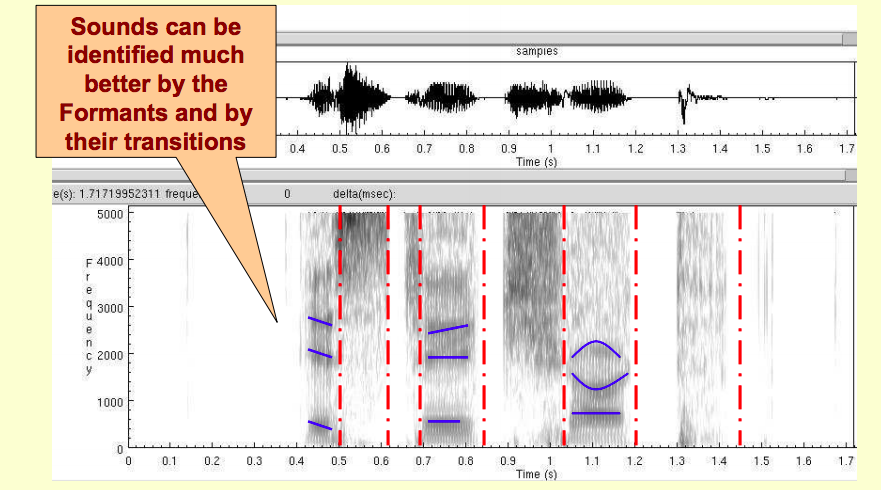 Sounds can be
identified much
better by the
Formants and by
their transitions
samples
0.4 0.5 0.6 0.7 0.8 0.9 1 1.1 1.2 1.3 1.4 1.5 1.6 1.7
Time (s)
e(s): 1.71719952311 freque 0 delta(msec):
5000
4000
3000
2000
1000
0
Frequency
0 0.1 0.2 0.3 0.4 0.5 0.6 0.7 0.8 0.9 1 1.1 1.2 1.3 1.4 1.5 1.6 1.7
Time (s)